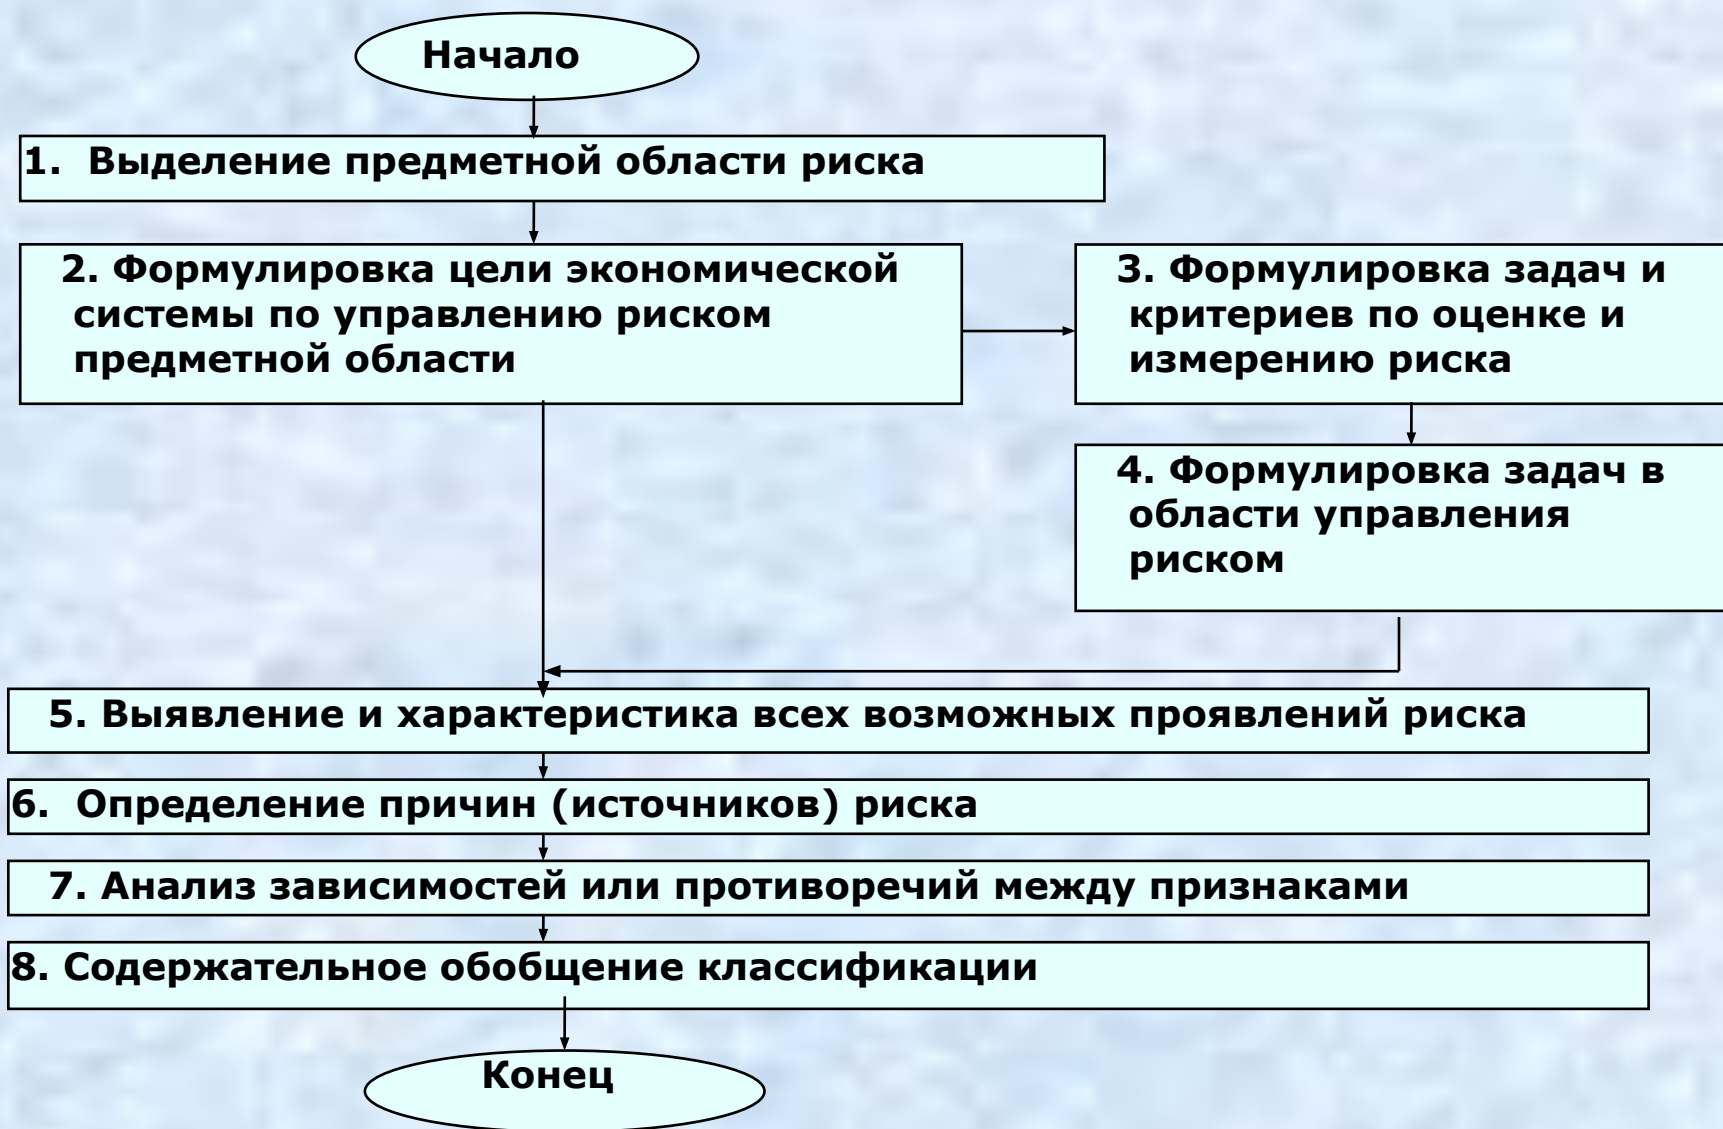 Начало
1. Выделение предметной области риска
2. Формулировка цели экономической
системы по управлению риском
предметной области
3. Формулировка задач и
критериев по оценке и
измерению риска
4. Формулировка задач в
области управления
риском
5. Выявление и характеристика всех возможных проявлений риска
6. Определение причин (источников) риска
7. Анализ зависимостей или противоречий между признаками
8. Содержательное обобщение классификации
Конец